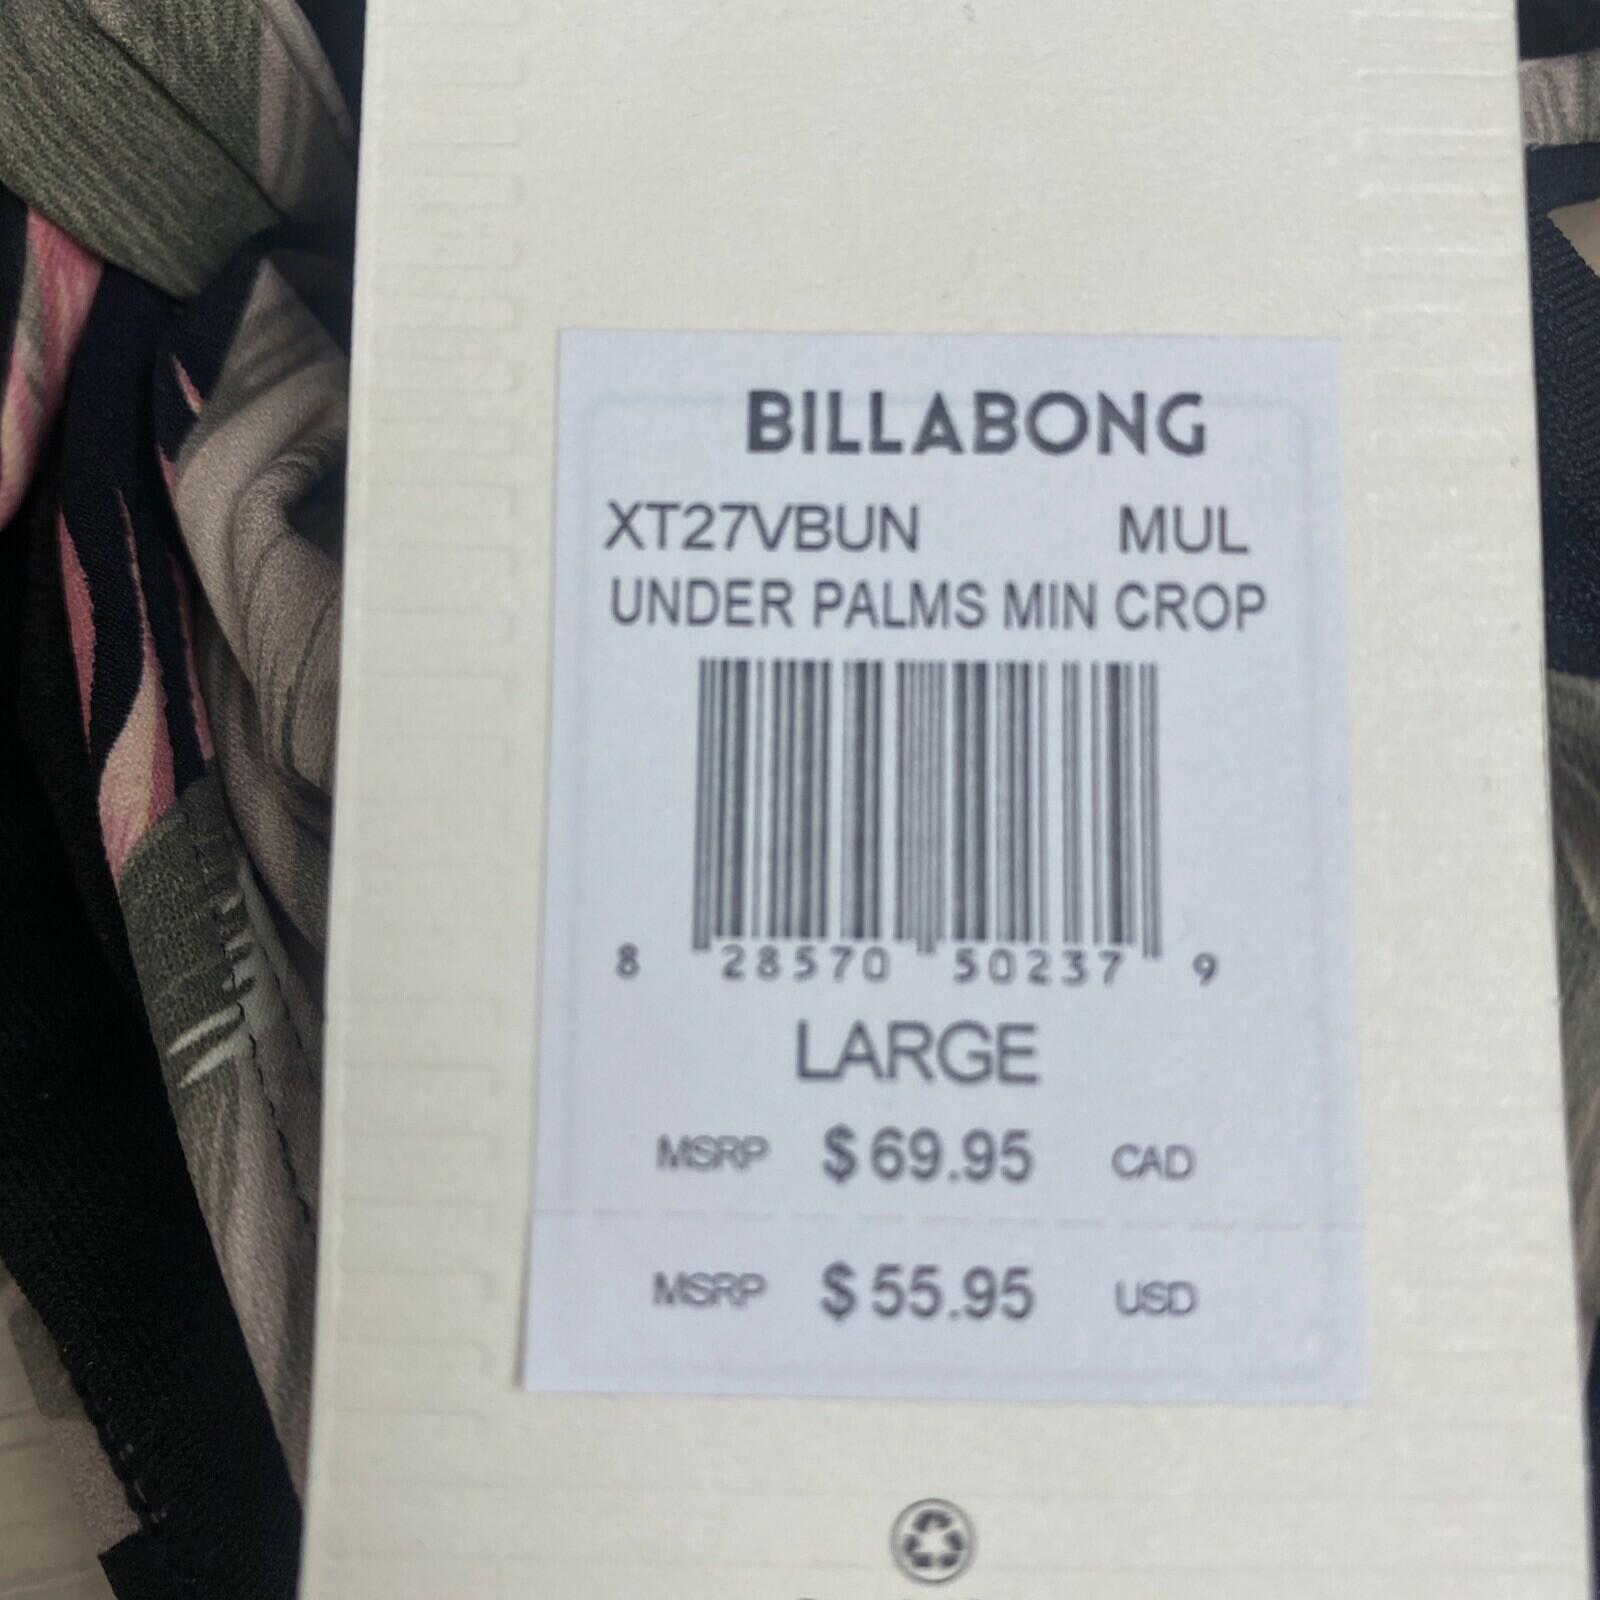 BILLABONG
XT27VBUN MUL
UNDER PALMS MIN CROP
8 28570 50237 9
LARGE
MSRP $69.95 CAD
MSRP $55.95 USD